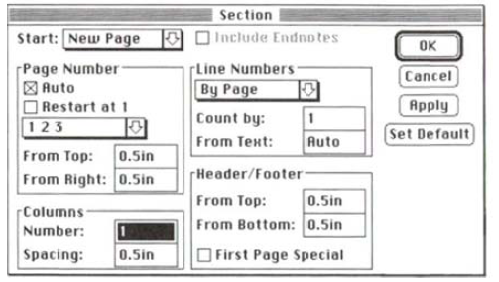 Section
Start: New Page
Include Endnotes
OK
Cancel
Apply
Set Default
Page Number
Auto
Restart at 1
1 2 3
From Top: 0.5in
From Right: 0.5in
Columns
Number: 1
Spacing: 0.5in
Line Numbers
By Page
Count by: 1
From Text: Auto
Header/Footer
From Top: 0.5in
From Bottom: 0.5in
First Page Special